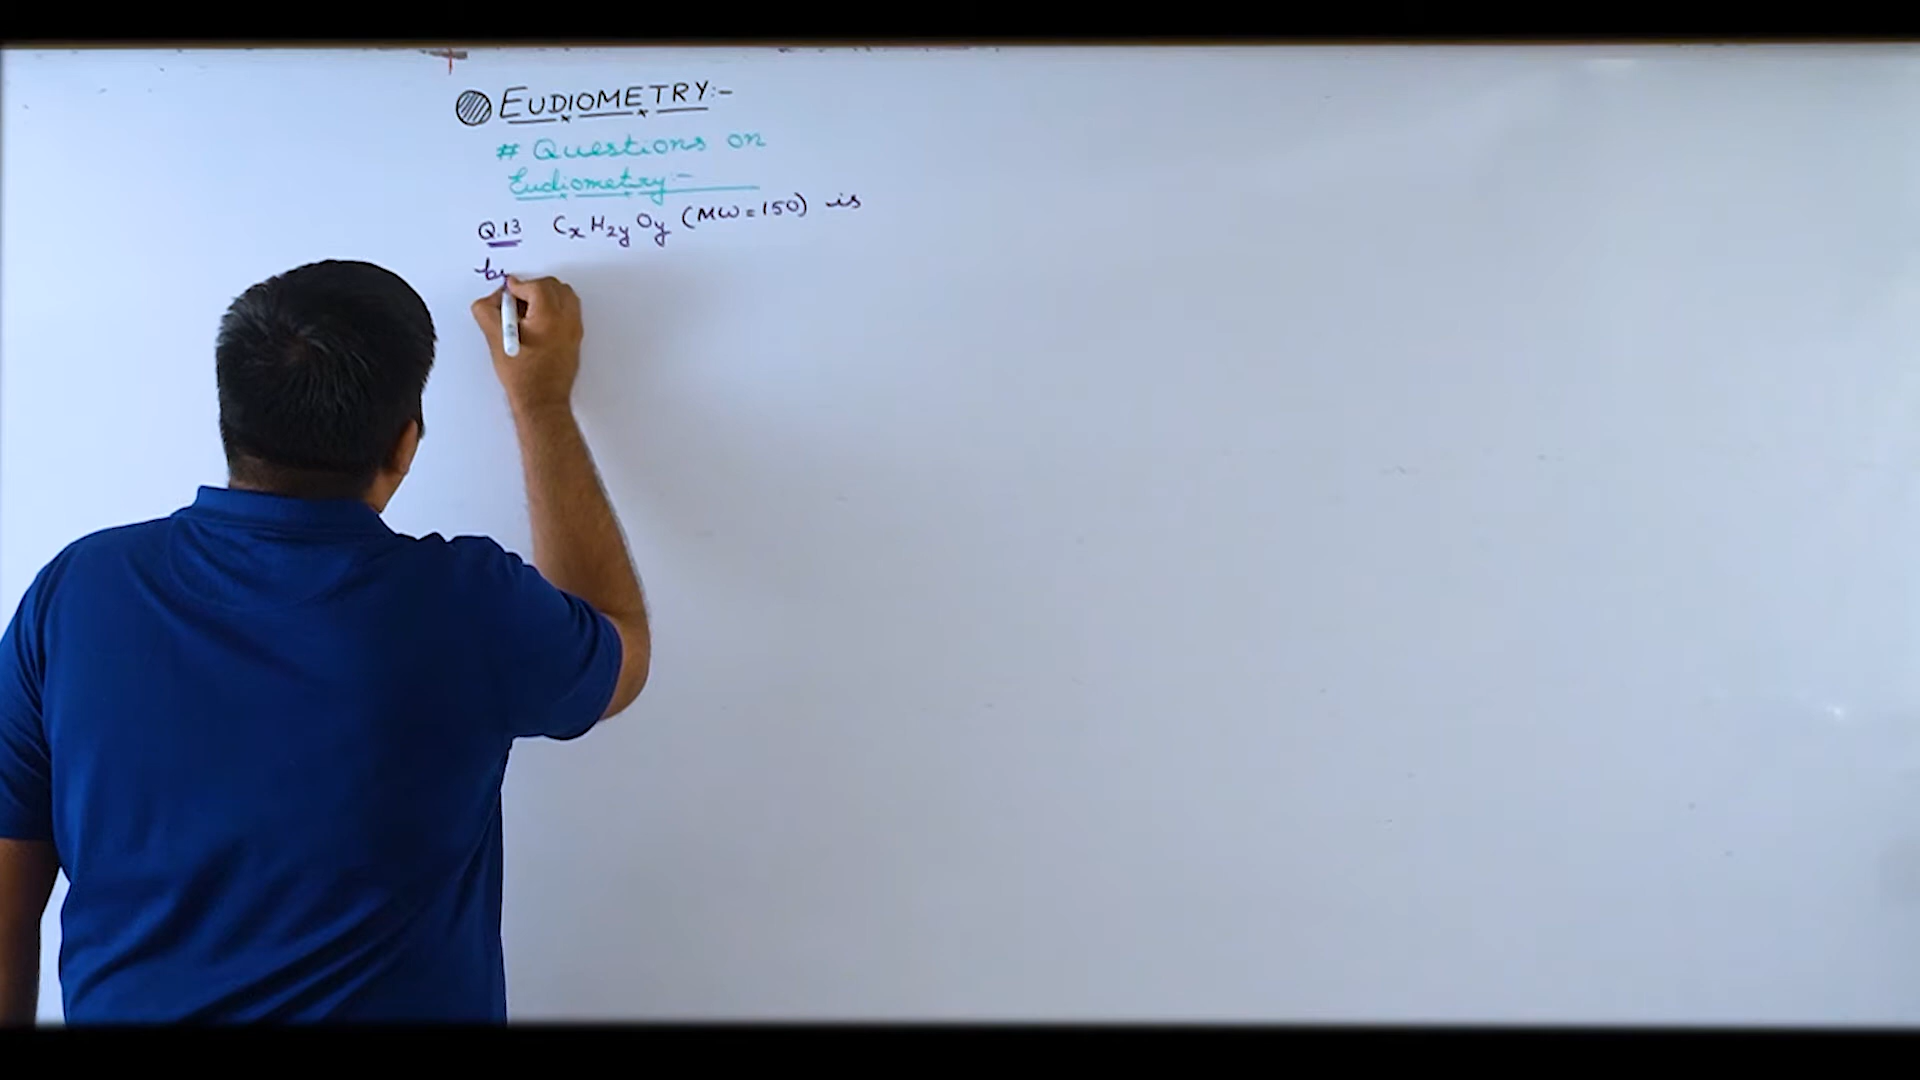 EUDIOMETRY:-
# Questions on
Eudiometry:-
Q.13 CxH2yOy (MW=150) is